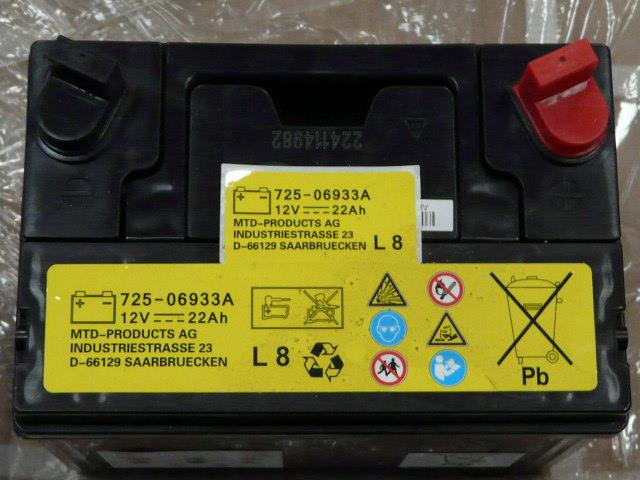 224114982
725-06933A
12V 22Ah
MTD-PRODUCTS AG
INDUSTRIESTRASSE 23
D-66129 SAARBRUECKEN L 8
725-06933A
12V 22Ah
MTD-PRODUCTS AG
INDUSTRIESTRASSE 23
D-66129 SAARBRUECKEN
L 8
Pb